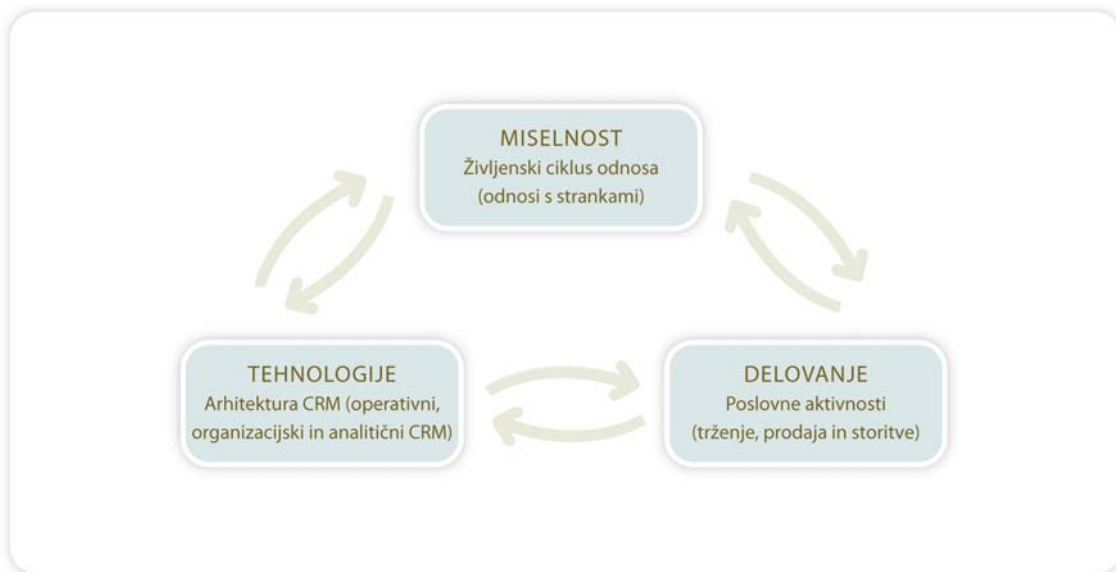 MISELNOST
Življenski ciklus odnosa
(odnosi s strankami)
TEHNOLOGIJE
Arhitektura CRM (operativni,
organizacijski in analitični CRM)
DELOVANJE
Poslovne aktivnosti
(trženje, prodaja in storitve)